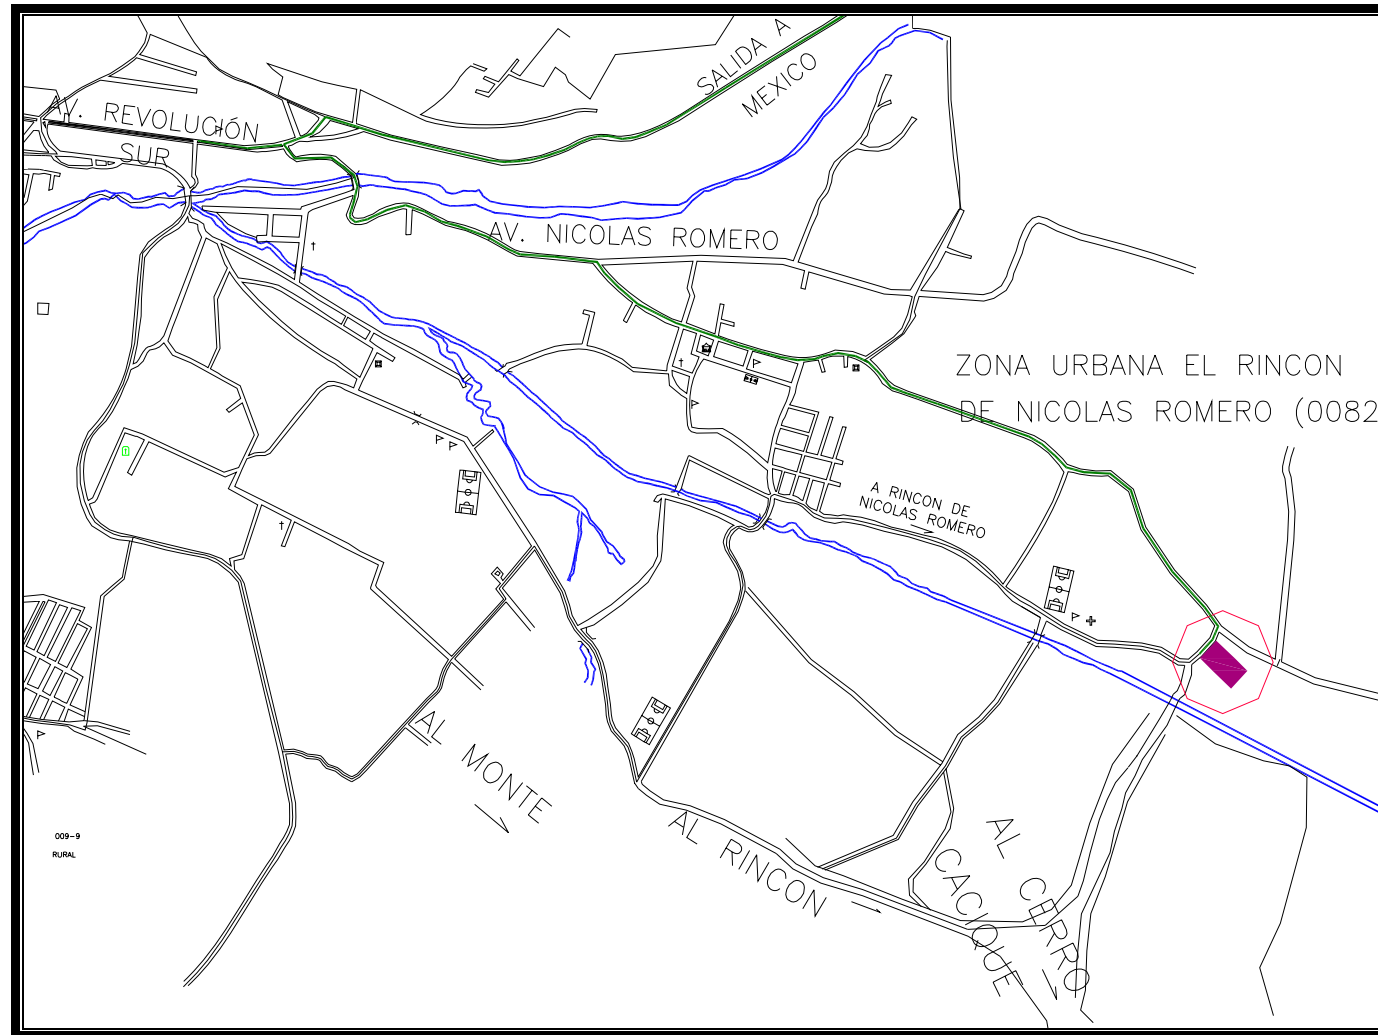 SALIDA A
MEXICO
AV. REVOLUCIÓN
SUR
AV. NICOLAS ROMERO
ZONA URBANA EL RINCON
DE NICOLAS ROMERO (0082
A RINCON DE
NICOLAS ROMERO
AL MONTE
AL RINCON
AL CERRO
CACIQUE
009-9
RURAL